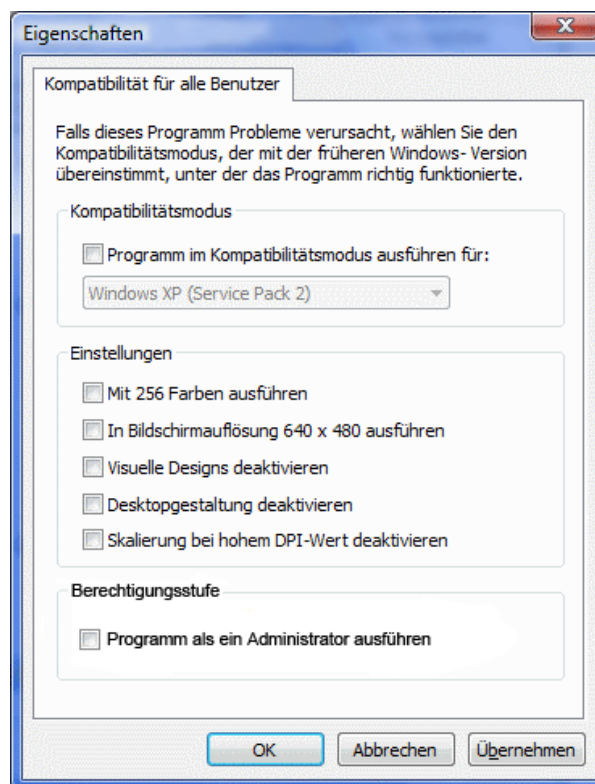 Eigenschaften
Kompatibilität für alle Benutzer
Falls dieses Programm Probleme verursacht, wählen Sie den
Kompatibilitätsmodus, der mit der früheren Windows- Version
übereinstimmt, unter der das Programm richtig funktionierte.
Kompatibilitätsmodus
Programm im Kompatibilitätsmodus ausführen für:
Windows XP (Service Pack 2)
Einstellungen
Mit 256 Farben ausführen
In Bildschirmauflösung 640 x 480 ausführen
Visuelle Designs deaktivieren
Desktopgestaltung deaktivieren
Skalierung bei hohem DPI-Wert deaktivieren
Berechtigungsstufe
Programm als ein Administrator ausführen
OK Abbrechen Übernehmen